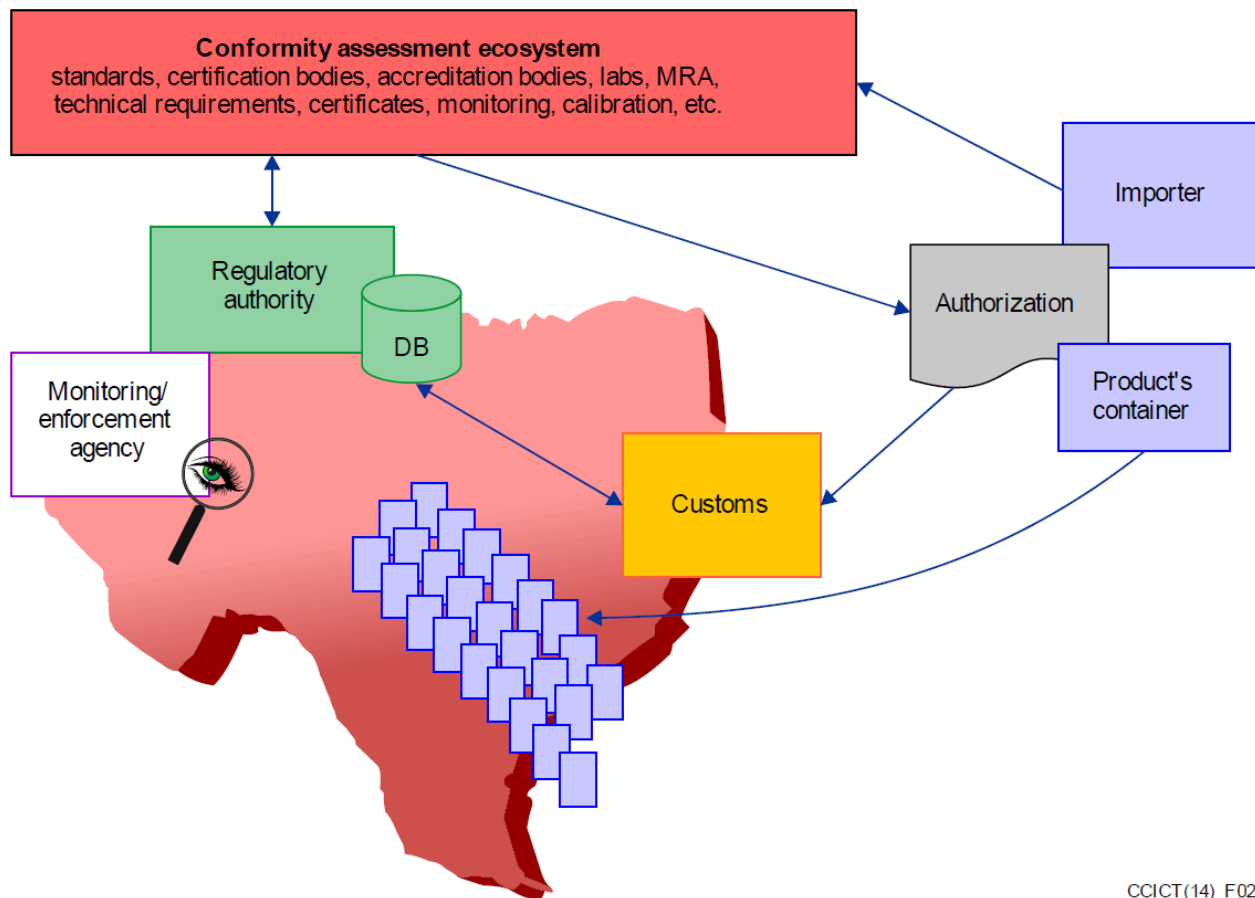 Conformity assessment ecosystem
standards, certification bodies, accreditation bodies, labs, MRA,
technical requirements, certificates, monitoring, calibration, etc.
Importer
Regulatory
authority
Authorization
DB
Monitoring/
enforcement
agency
Product's
container
Customs
CCICT(14)_F02